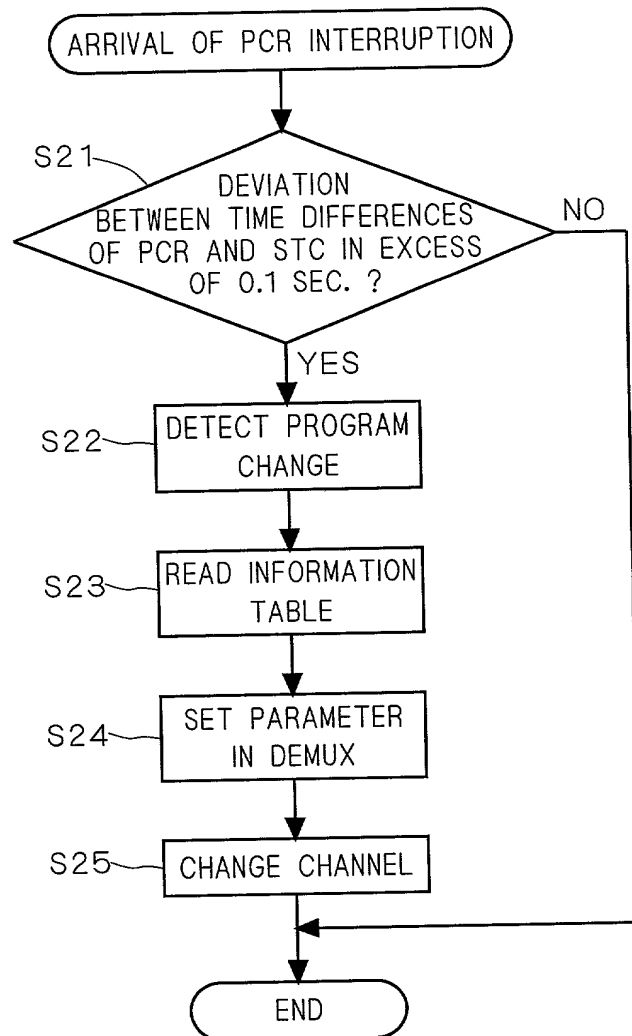 ARRIVAL OF PCR INTERRUPTION
S21
DEVIATION
BETWEEN TIME DIFFERENCES
OF PCR AND STC IN EXCESS
OF 0.1 SEC. ?
NO
YES
S22
DETECT PROGRAM
CHANGE
S23
READ INFORMATION
TABLE
S24
SET PARAMETER
IN DEMUX
S25
CHANGE CHANNEL
END